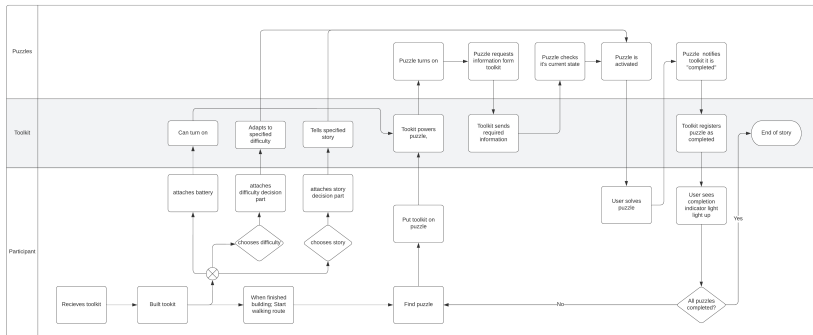 Puzzles
Puzzle turns on
Puzzle requests
information form
toolkit
Puzzle checks
it's current state
Puzzle is
activated
Puzzle notifies
toolkit it is
"completed"
Toolkit
Can turn on
Adapts to
specified
difficulty
Tells specified
story
Tookit powers
puzzle,
Toolkit sends
required
information
Toolkit registers
puzzle as
completed
End of story
Participant
attaches battery
attaches
difficulty decision
part
attaches story
decision part
User solves
puzzle
User sees
completion
indicator light
light up
Yes
Put toolkit on
puzzle
chooses difficulty
chooses story
Recieves toolkit
Built tookit
When finished
building; Start
walking route
Find puzzle
No
All puzzles
completed?